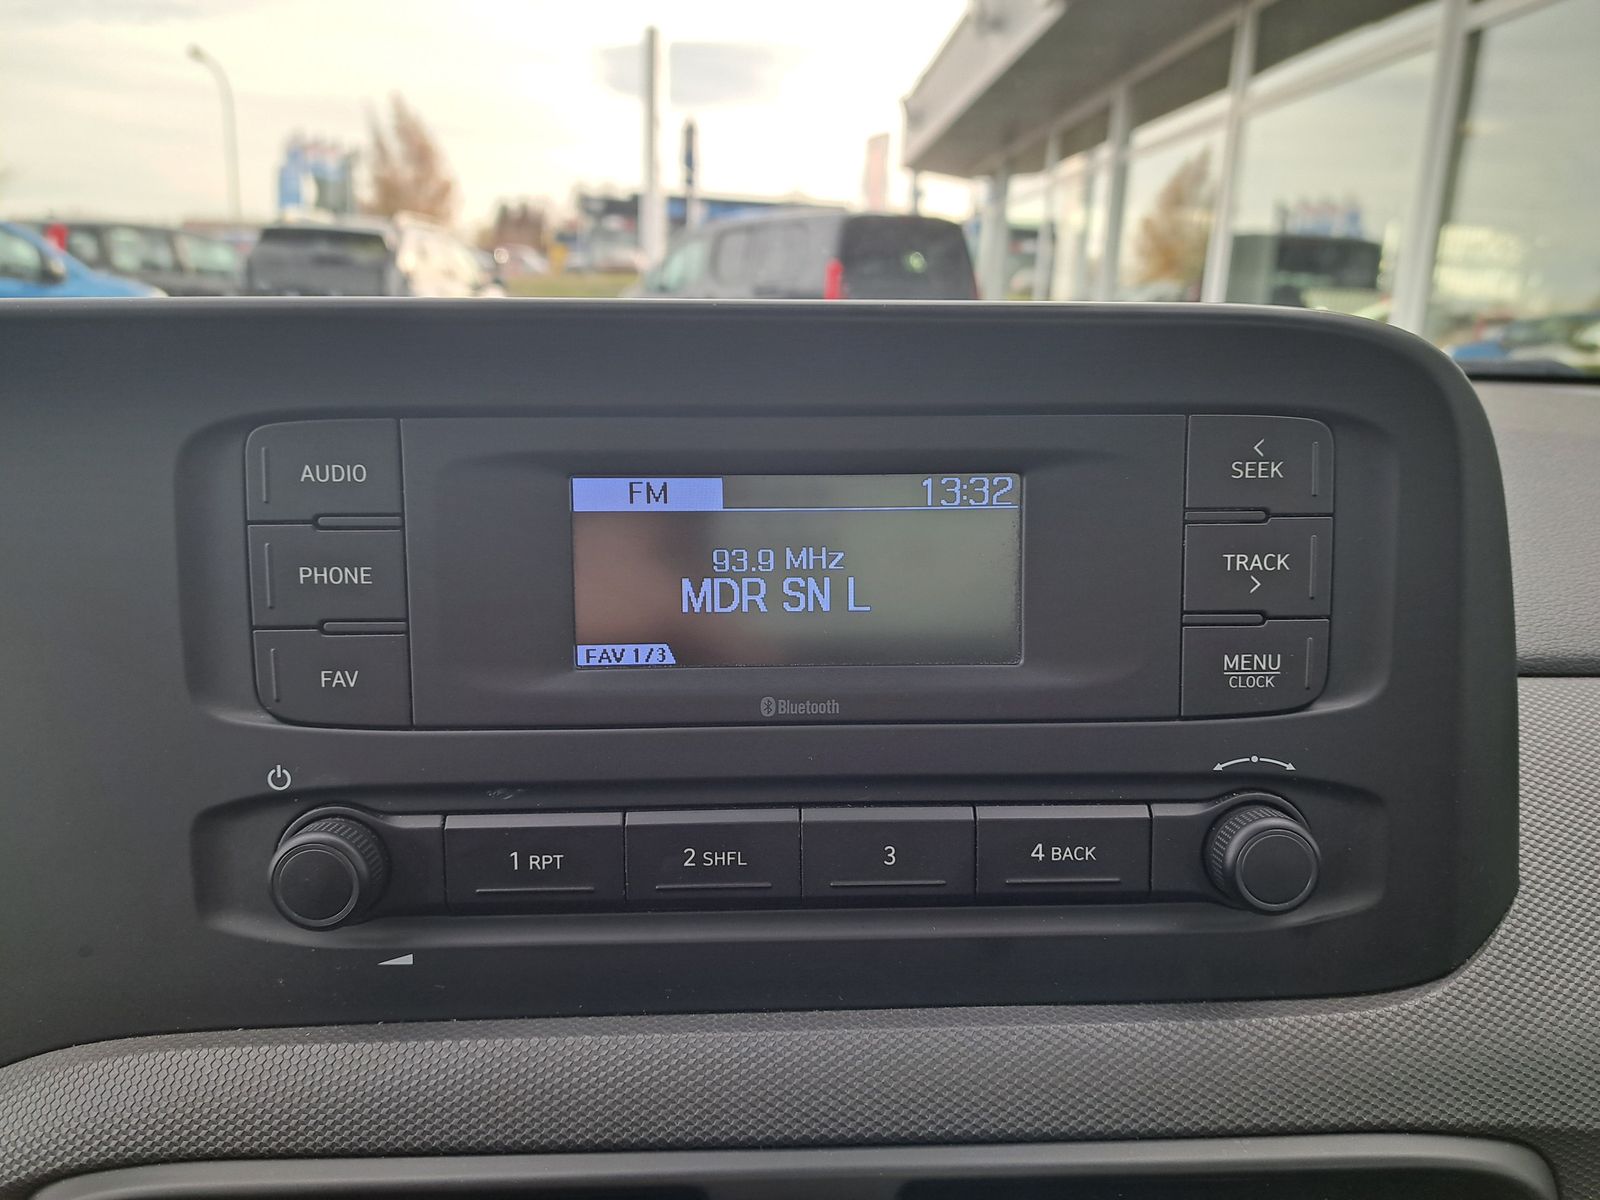 AUDIO
PHONE
FAV
FM 13:32
93.9 MHz
MDR SN L
FAV 1/3
Bluetooth
SEEK
TRACK
MENU
CLOCK
1 RPT
2 SHFL
3
4 BACK